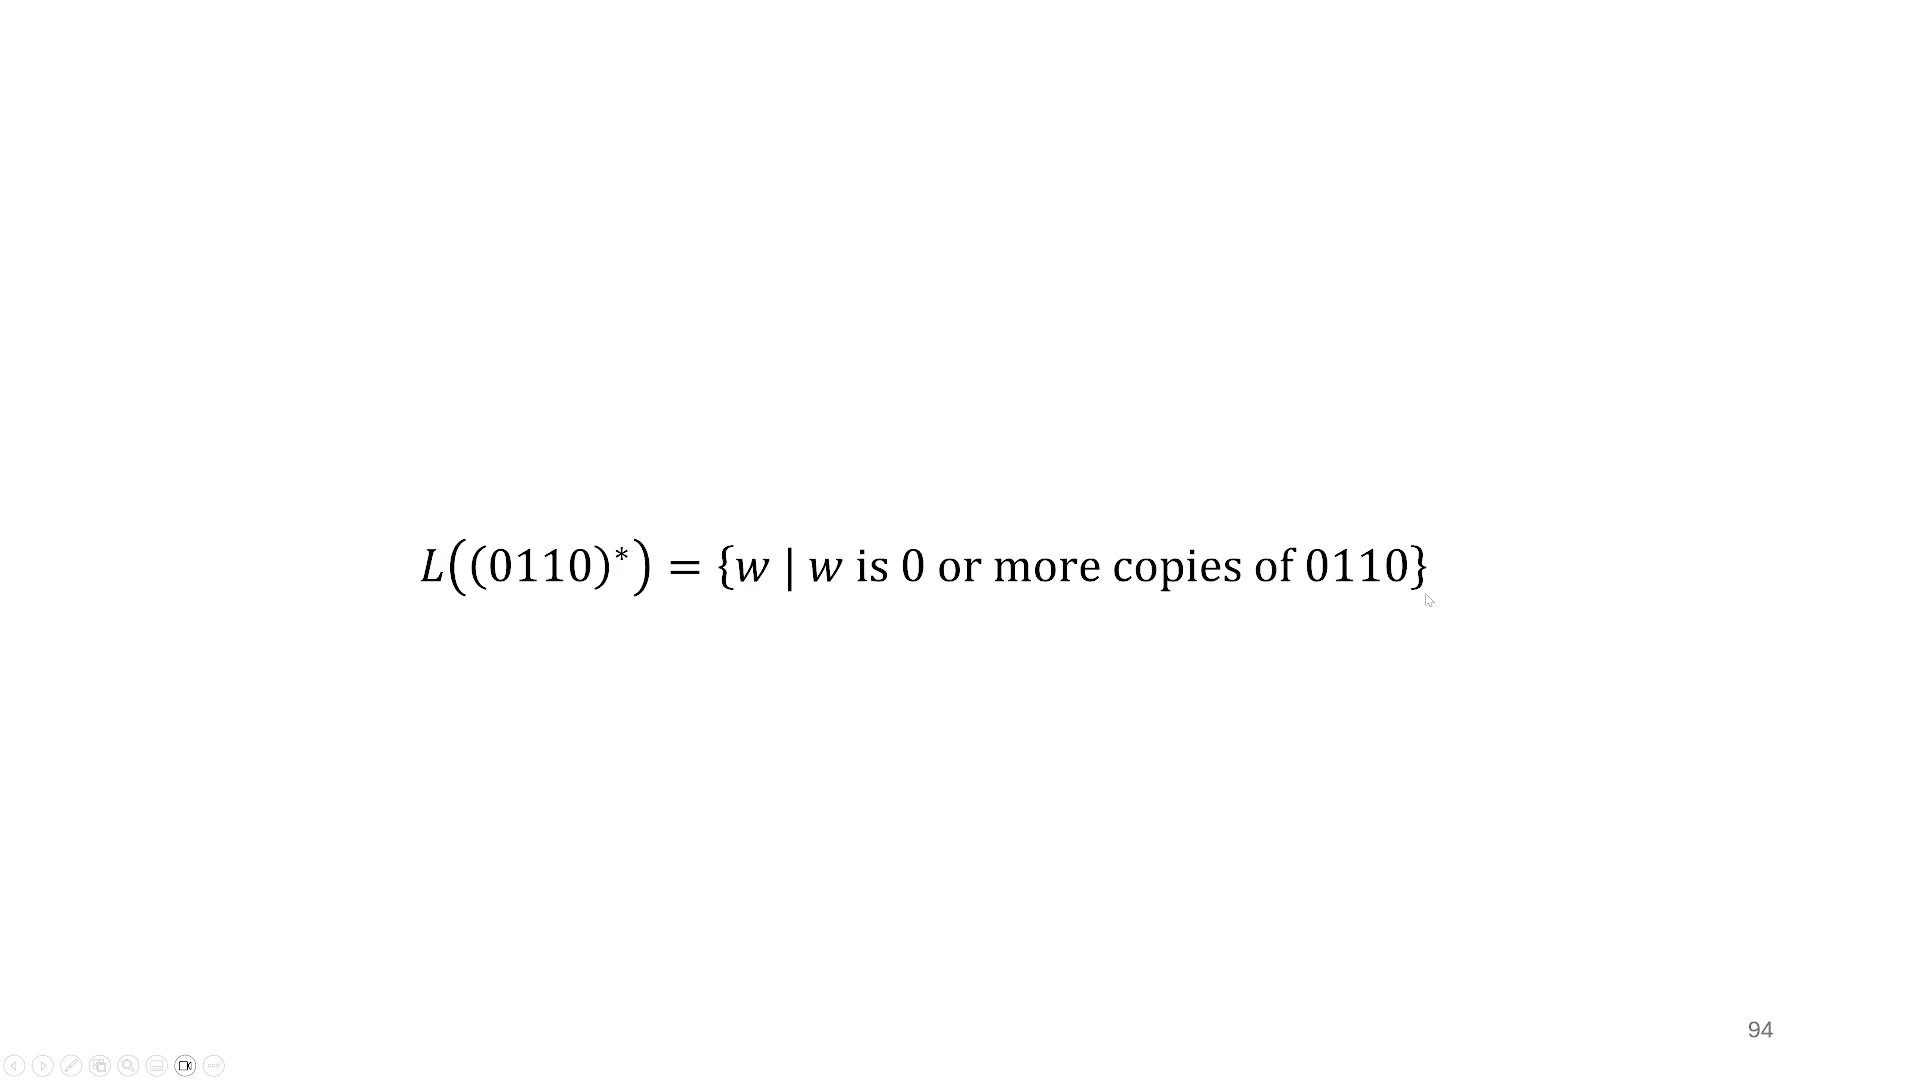 L((0110)*) = {w | w is 0 or more copies of 0110}
94